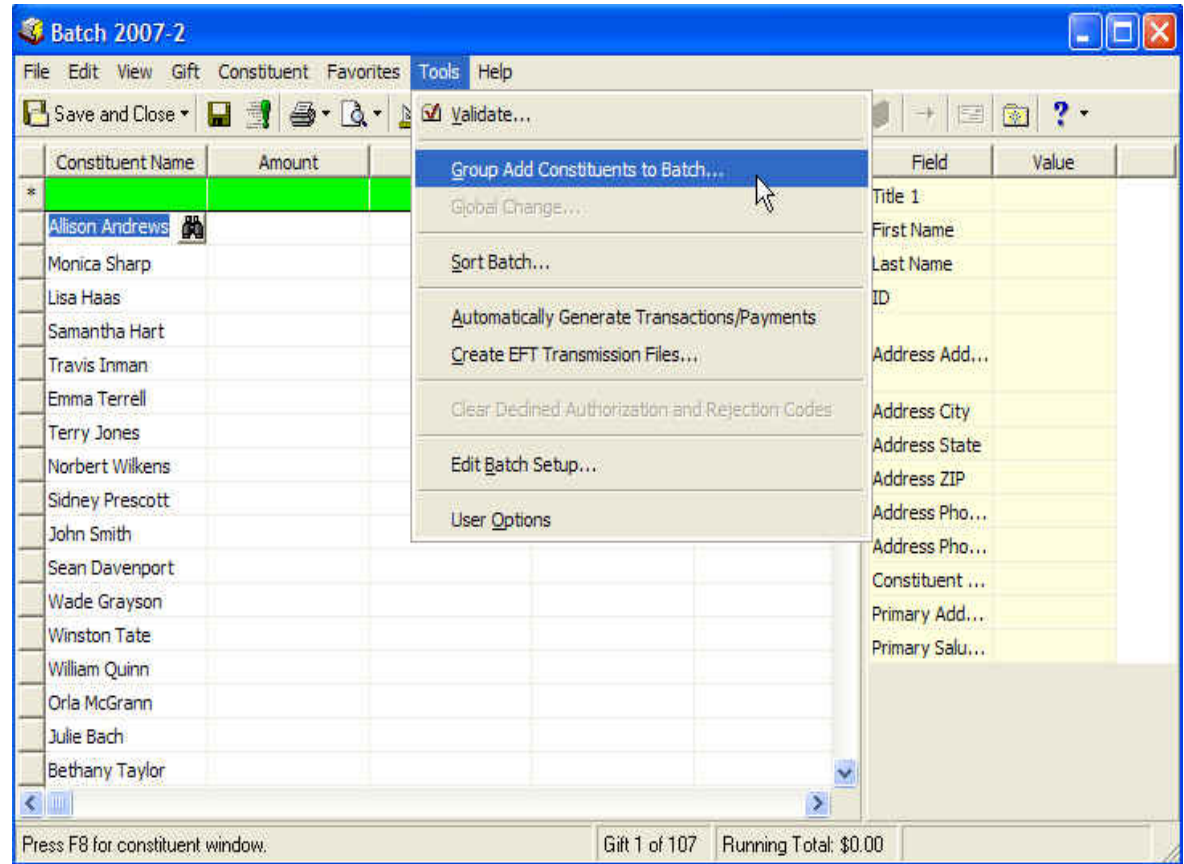 Batch 2007-2
File Edit View Gift Constituent Favorites Tools Help
Save and Close ?
Validate...
Group Add Constituents to Batch...
Global Change...
Sort Batch...
Automatically Generate Transactions/Payments
Create EFT Transmission Files...
Clear Declined Authorization and Rejection Codes
Edit Batch Setup...
User Options
Constituent Name Amount
*
Allison Andrews
Monica Sharp
Lisa Haas
Samantha Hart
Travis Inman
Emma Terrell
Terry Jones
Norbert Wilkens
Sidney Prescott
John Smith
Sean Davenport
Wade Grayson
Winston Tate
William Quinn
Orla McGrann
Julie Bach
Bethany Taylor
Field Value
Title 1
First Name
Last Name
ID
Address Add...
Address City
Address State
Address ZIP
Address Pho...
Address Pho...
Constituent ...
Primary Add...
Primary Salu...
Press F8 for constituent window. Gift 1 of 107 Running Total: $0.00